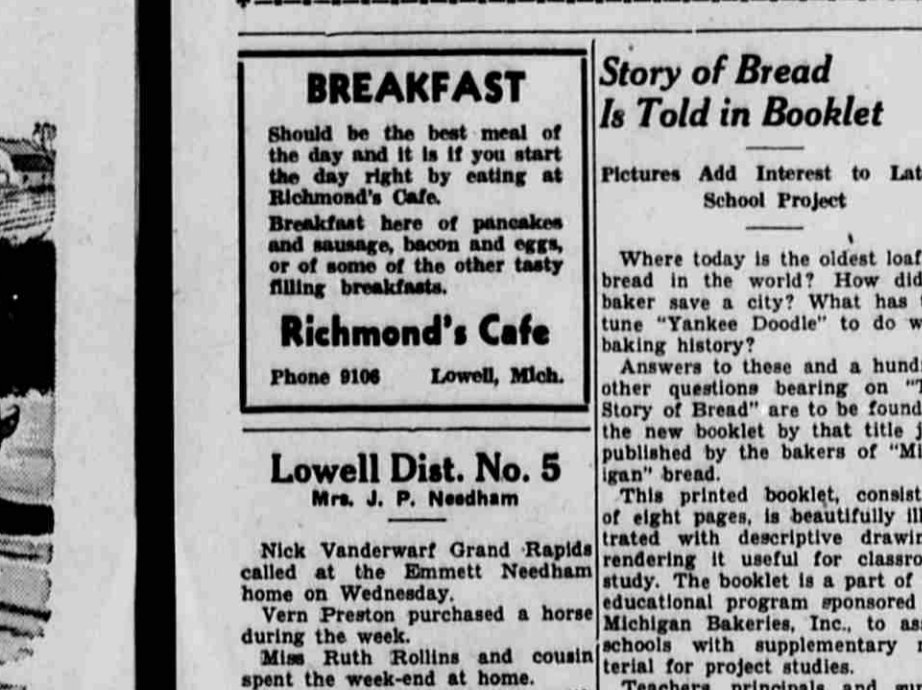 BREAKFAST
Should be the best meal of
the day and it is if you start
the day right by eating at
Richmond's Cafe.
Breakfast here of pancakes
and sausage, bacon and eggs,
or of some of the other tasty
filling breakfasts.
Richmond's Cafe
Phone 9106 Lowell, Mich.
Lowell Dist. No. 5
Mrs. J. P. Needham
Nick Vanderwarf Grand Rapids
called at the Emmett Needham
home on Wednesday.
Vern Preston purchased a horse
during the week.
Miss Ruth Rollins and cousin
spent the week-end at home.
Story of Bread
Is Told in Booklet
Pictures Add Interest to Lat
School Project
Where today is the oldest loaf
bread in the world? How did
baker save a city? What has
tune "Yankee Doodle" to do w
baking history?
Answers to these and a hund
other questions bearing on "T
Story of Bread" are to be found
the new booklet by that title j
published by the bakers of "Mi
igan" bread.
This printed booklet, consist
of eight pages, is beautifully ill
trated with descriptive drawin
rendering it useful for classro
study. The booklet is a part of
educational program sponsored
Michigan Bakeries, Inc., to as
schools with supplementary
terial for project studies.
Teachers principals and